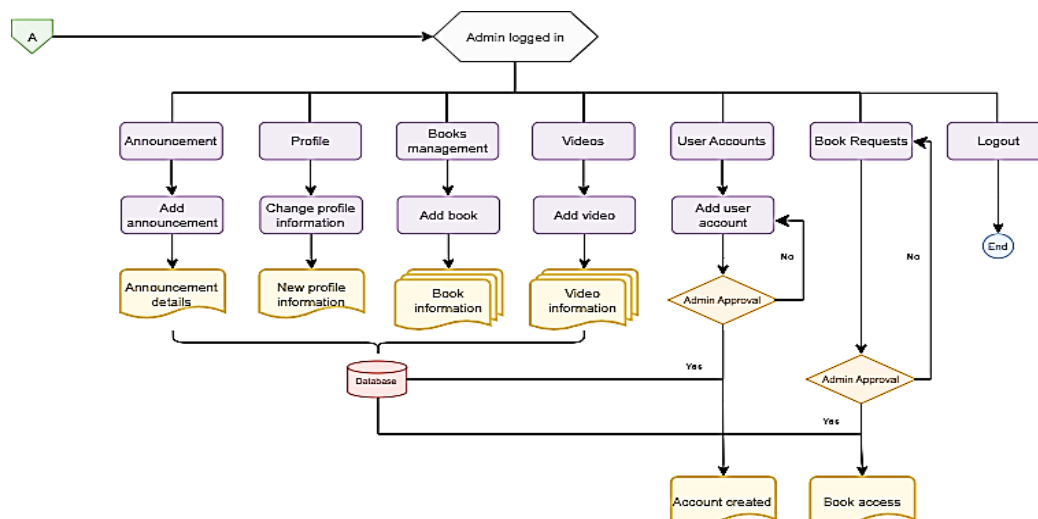 A
Admin logged in
Announcement
Profile
Books
management
Videos
User Accounts
Book Requests
Logout
Add
announcement
Change profile
information
Add book
Add video
Add user
account
End
No
No
Announcement
details
New profile
information
Book
information
Video
information
Admin Approval
Yes
Database
Admin Approval
Yes
Account created
Book access